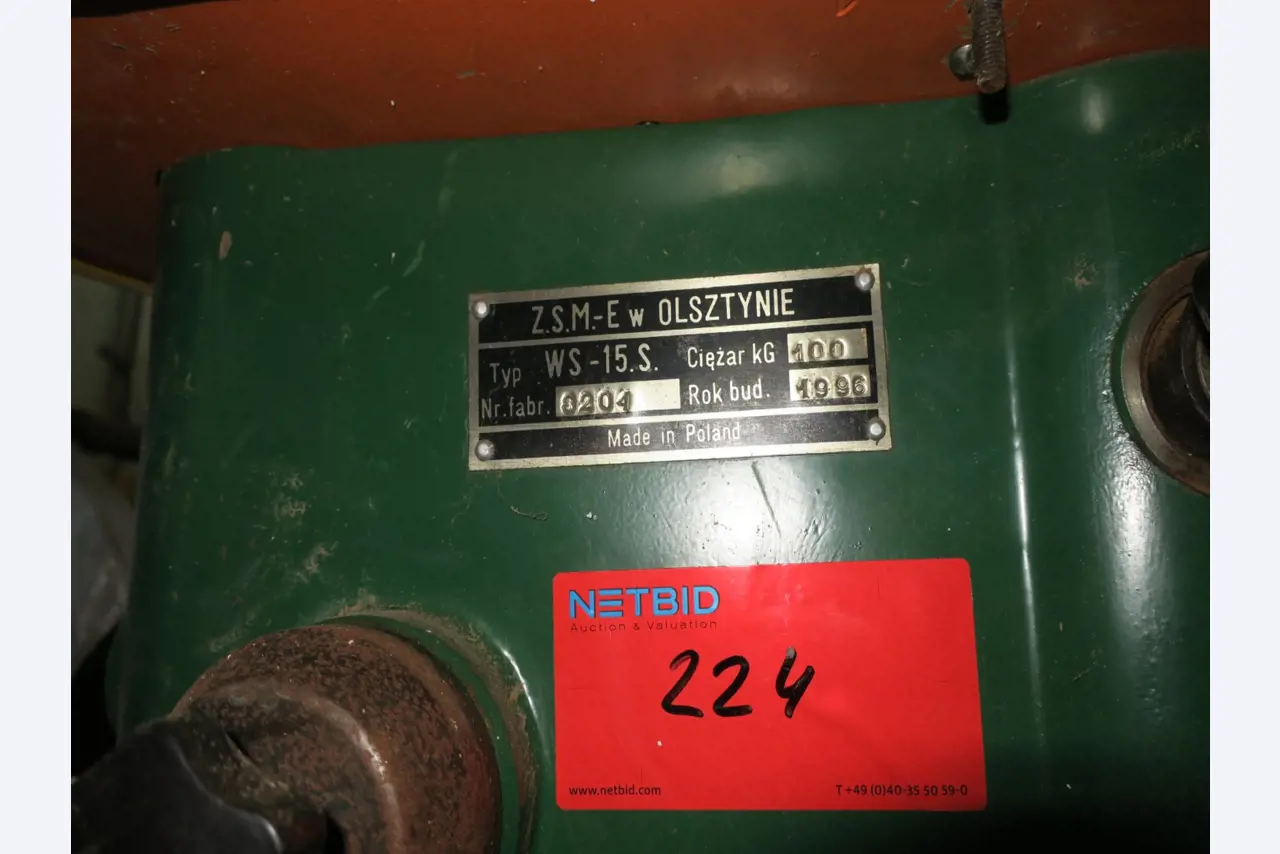 Z.S.M.-E w OLSZTYNIE
Typ WS-15.S. Ciężar kG 100
Nr.fabr. 8204 Rok bud. 1996
Made in Poland
NETBID
Auction & Valuation
224
www.netbid.com T +49 (0)40-35 50 59-0